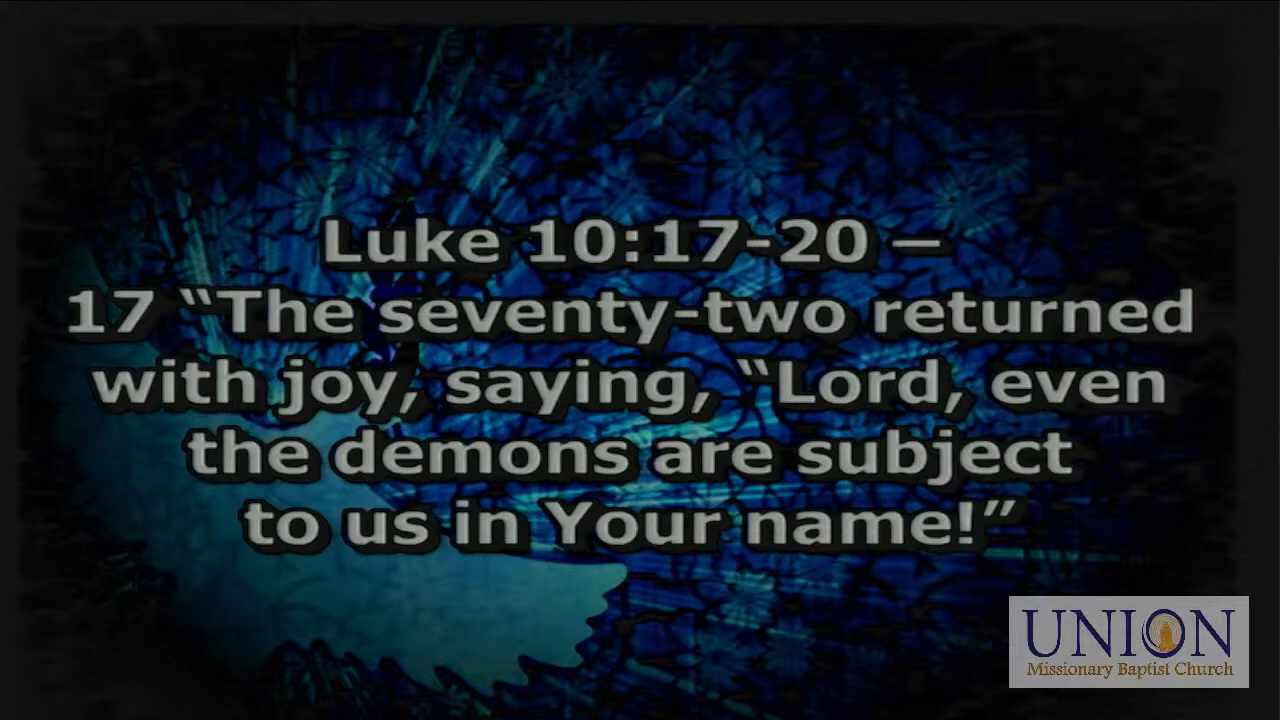 Luke 10:17-20 –
17 “The seventy-two returned
with joy, saying, “Lord, even
the demons are subject
to us in Your name!”
UNION
Missionary Baptist Church